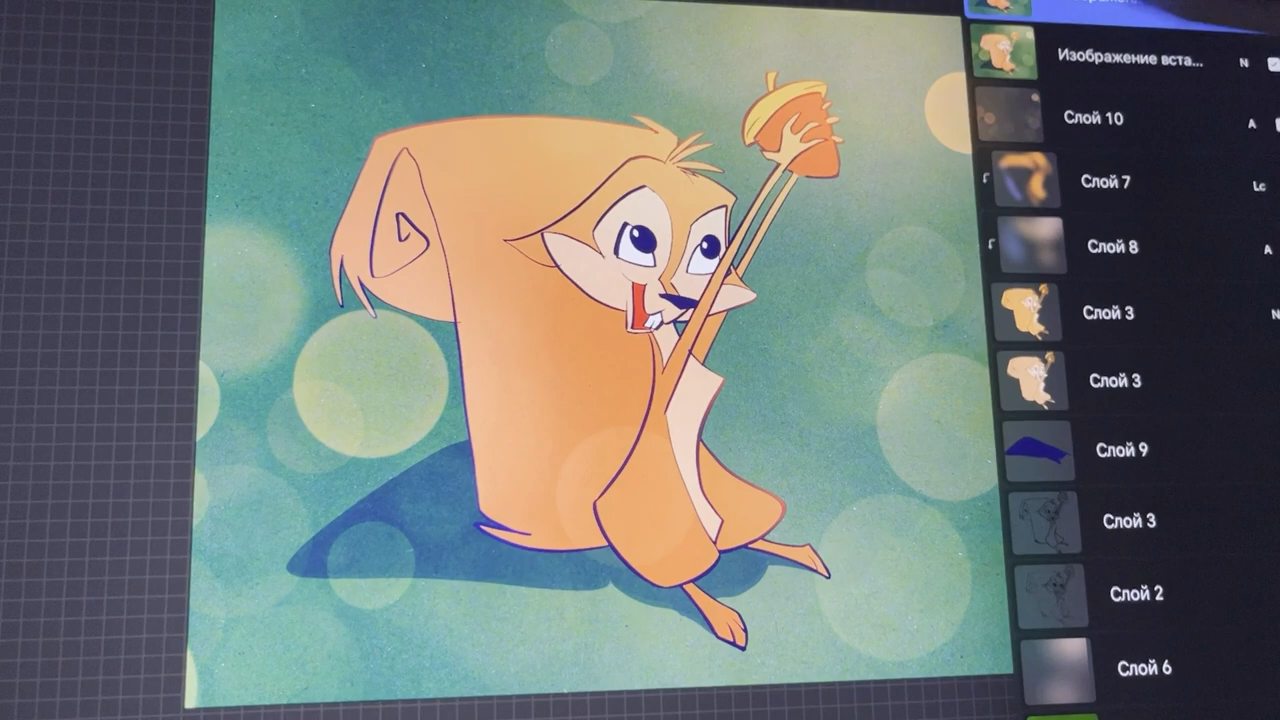 Изображение вста... N
Слой 10 A
Слой 7 Lc
Слой 8 A
Слой 3 N
Слой 3
Слой 9
Слой 3
Слой 2
Слой 6